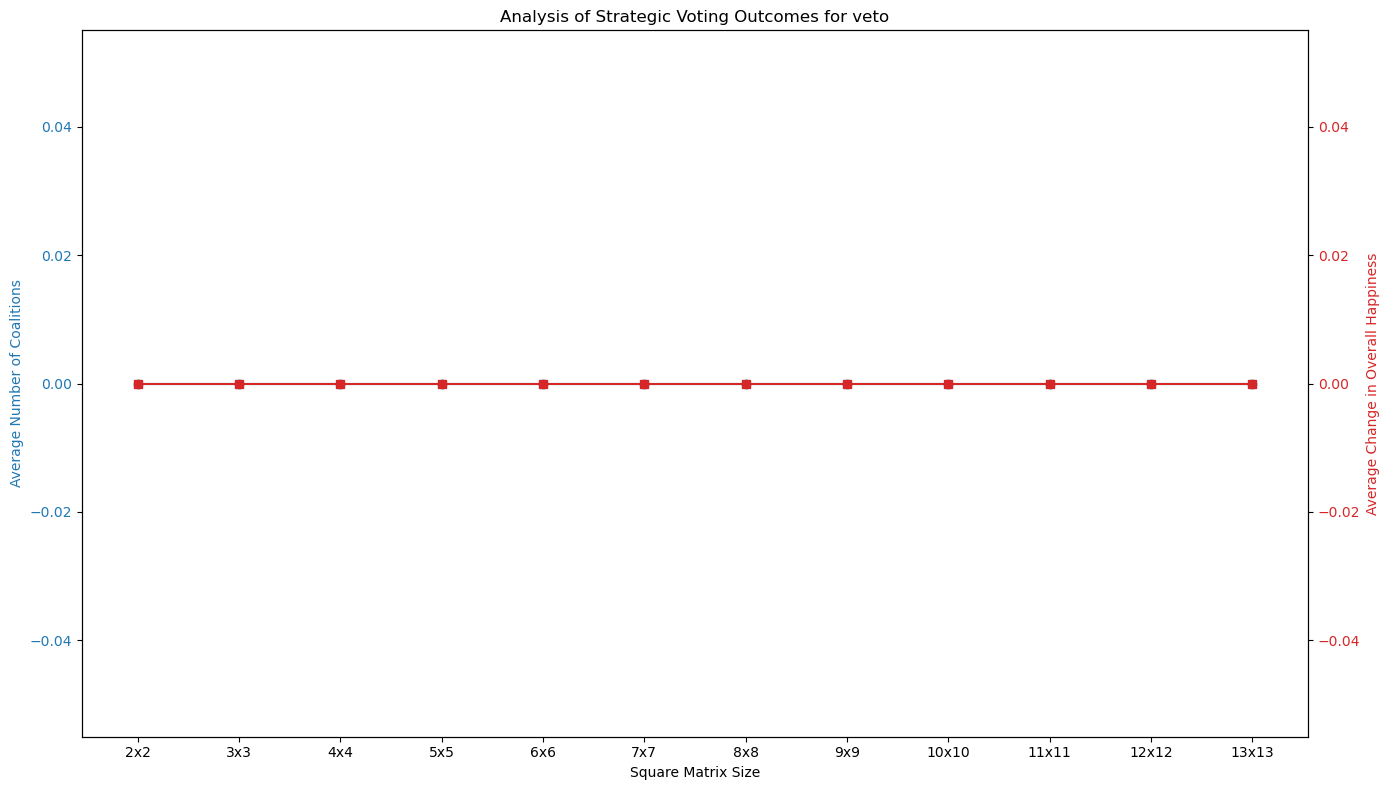 Analysis of Strategic Voting Outcomes for veto
Average Number of Coalitions
0.04
0.02
0.00
−0.02
−0.04
0.04
0.02
0.00
−0.02
−0.04
Average Change in Overall Happiness
2x2 3x3 4x4 5x5 6x6 7x7 8x8 9x9 10x10 11x11 12x12 13x13
Square Matrix Size